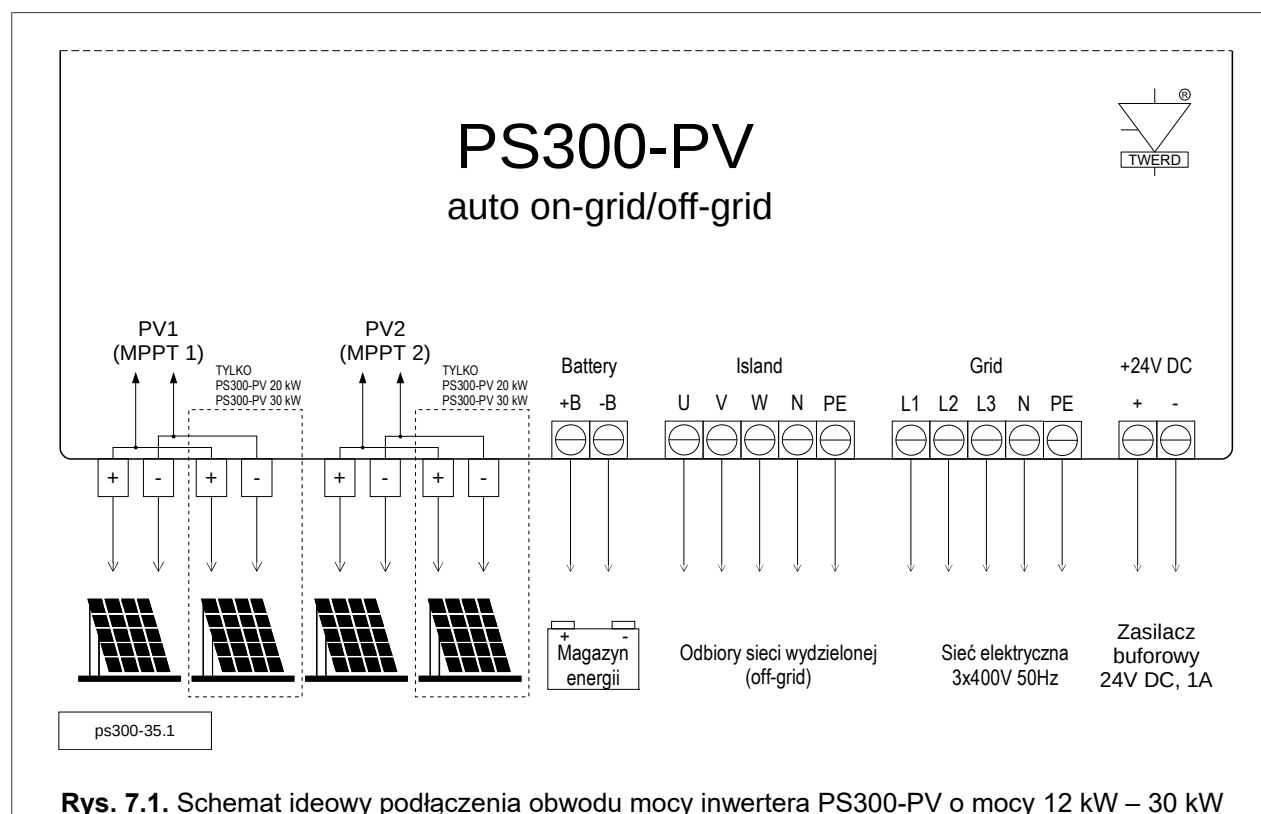 ®
TWERD
PS300-PV
auto on-grid/off-grid
PV1
(MPPT 1)
TYLKO
PS300-PV 20 kW
PS300-PV 30 kW
PV2
(MPPT 2)
TYLKO
PS300-PV 20 kW
PS300-PV 30 kW
Battery
Island
Grid
+24V DC
+B -B
U V W N PE
L1 L2 L3 N PE
+ -
+ - + -
+ - + -
+ -
Magazyn
energii
Odbiory sieci wydzielonej
(off-grid)
Sieć elektryczna
3x400V 50Hz
Zasilacz
buforowy
24V DC, 1A
ps300-35.1
Rys. 7.1. Schemat ideowy podłączenia obwodu mocy inwertera PS300-PV o mocy 12 kW – 30 kW